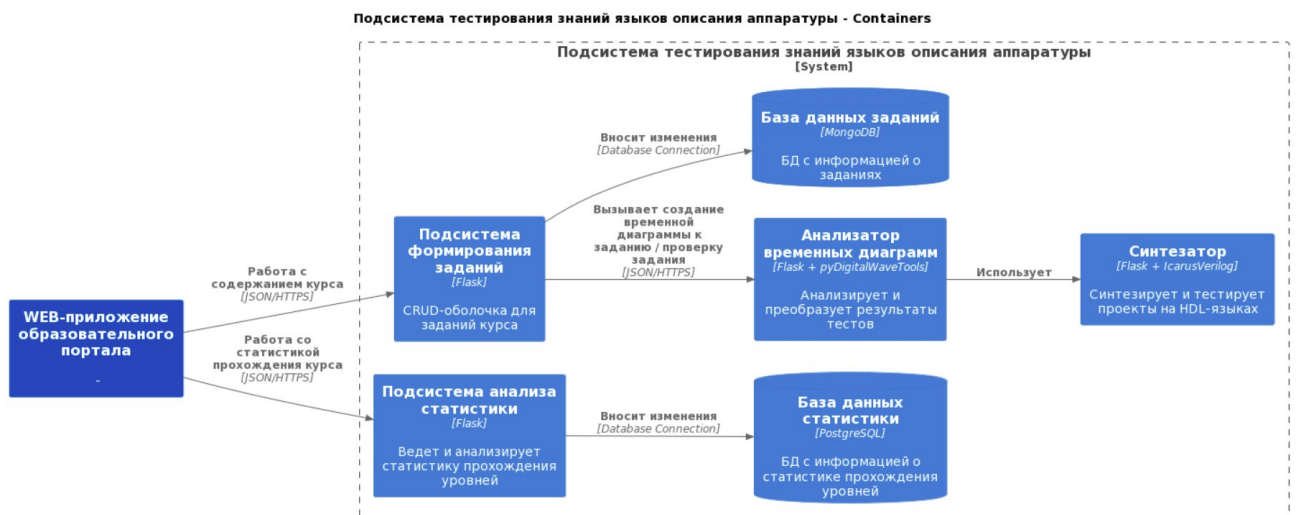 Подсистема тестирования знаний языков описания аппаратуры - Containers
Подсистема тестирования знаний языков описания аппаратуры
[System]
База данных заданий
[MongoDB]
БД с информацией о
заданиях
Вносит изменения
[Database Connection]
Вызывает создание
временной
диаграммы к
заданию / проверку
задания
[JSON/HTTPS]
Подсистема
формирования
заданий
[Flask]
CRUD-оболочка для
заданий курса
Анализатор
временных диаграмм
[Flask + pyDigitalWaveTools]
Анализирует и
преобразует результаты
тестов
Использует
Синтезатор
[Flask + IcarusVerilog]
Синтезирует и тестирует
проекты на HDL-языках
Работа с
содержанием курса
[JSON/HTTPS]
WEB-приложение
образовательного
портала
-
Работа со
статистикой
прохождения курса
[JSON/HTTPS]
Подсистема анализа
статистики
[Flask]
Ведет и анализирует
статистику прохождения
уровней
Вносит изменения
[Database Connection]
База данных
статистики
[PostgreSQL]
БД с информацией о
статистике прохождения
уровней